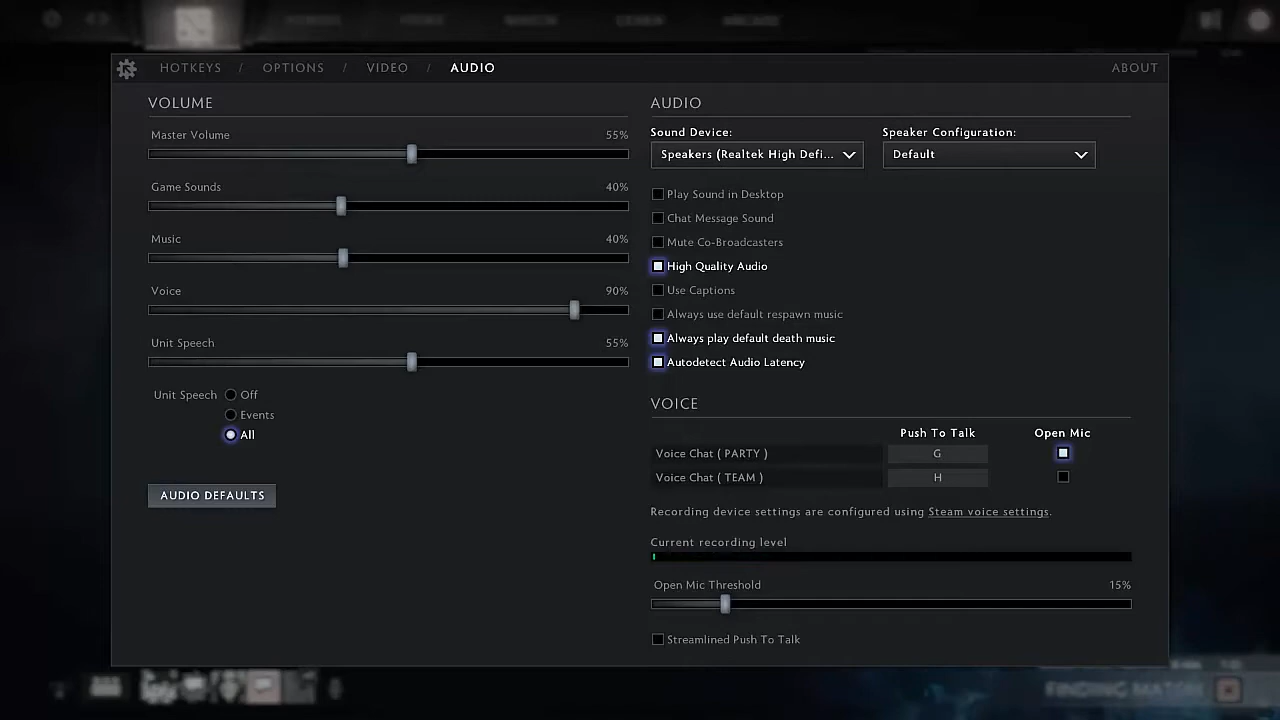 HOTKEYS / OPTIONS / VIDEO / AUDIO ABOUT
VOLUME
Master Volume 55%
Game Sounds 40%
Music 40%
Voice 90%
Unit Speech 55%
Unit Speech Off
Events
All
AUDIO DEFAULTS
AUDIO
Sound Device: Speaker Configuration:
Speakers (Realtek High Defi... Default
Play Sound in Desktop
Chat Message Sound
Mute Co-Broadcasters
High Quality Audio
Use Captions
Always use default respawn music
Always play default death music
Autodetect Audio Latency
VOICE
Push To Talk Open Mic
Voice Chat ( PARTY ) G
Voice Chat ( TEAM ) H
Recording device settings are configured using Steam voice settings.
Current recording level
Open Mic Threshold 15%
Streamlined Push To Talk
FINDING MATCH